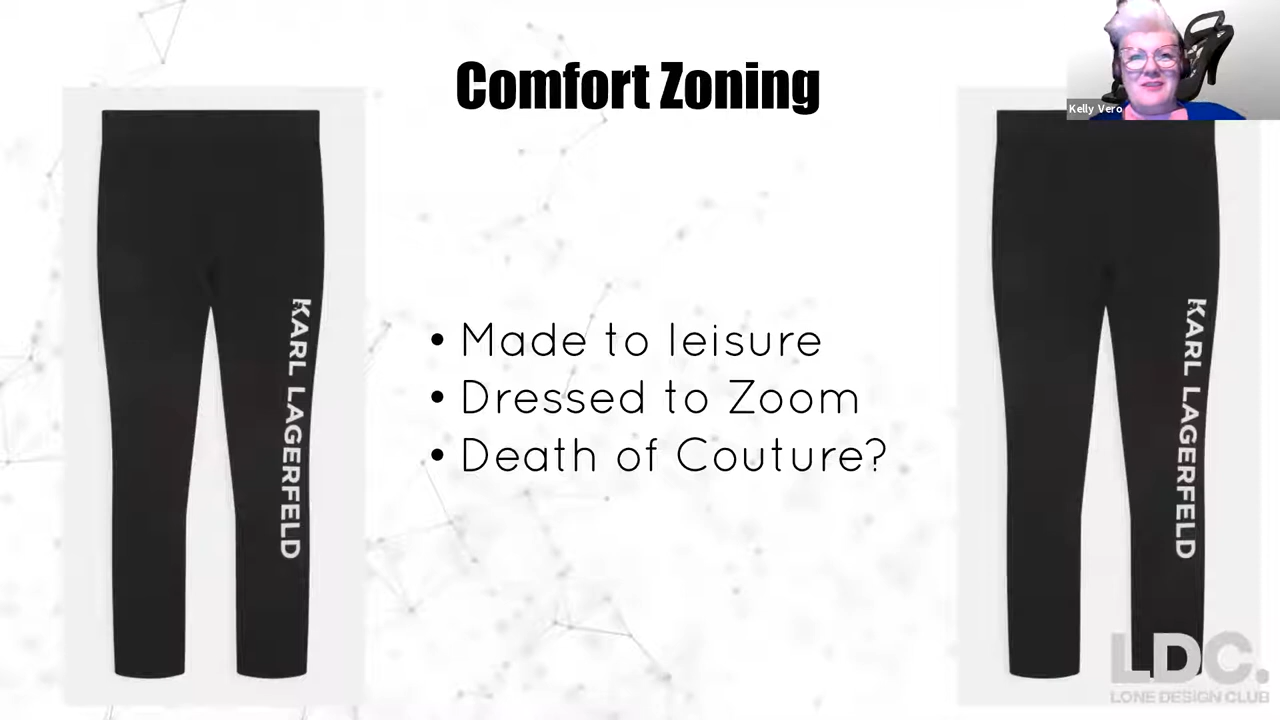 Comfort Zoning
Kelly Vero
KARL LAGERFELD
• Made to leisure
• Dressed to Zoom
• Death of Couture?
KARL LAGERFELD
LDC.
LONE DESIGN CLUB